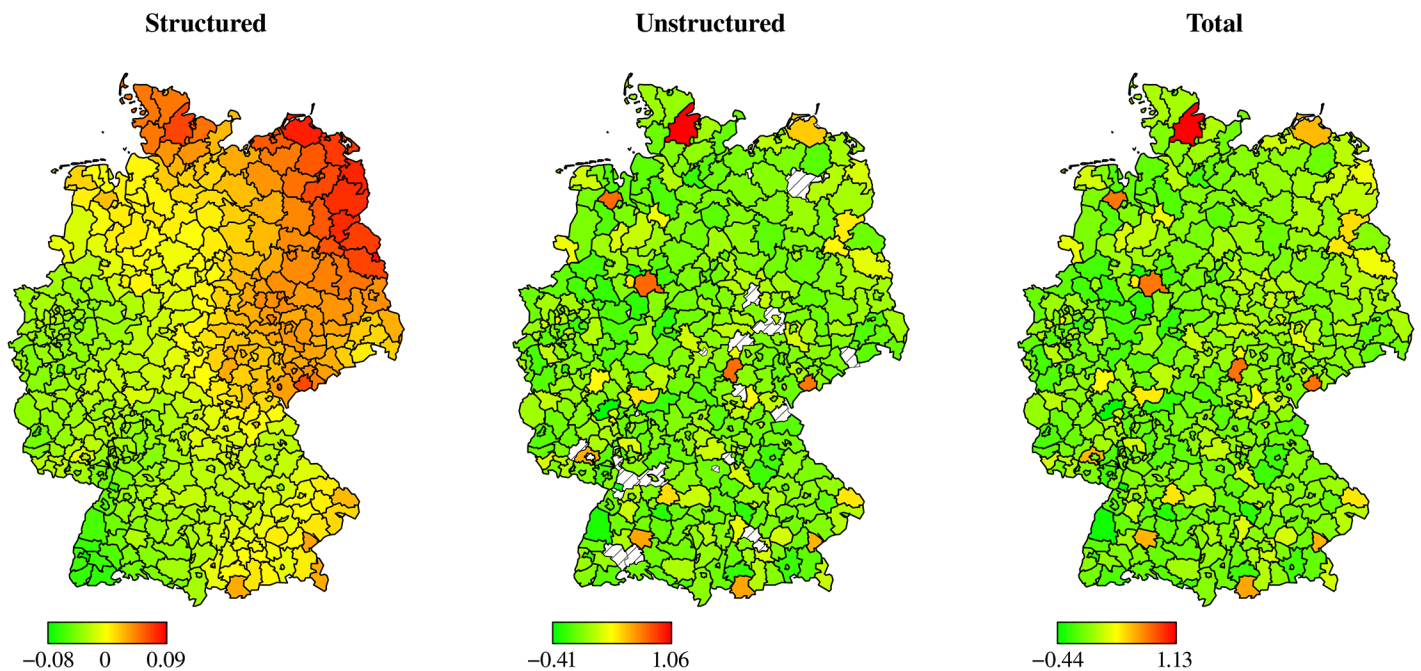 Structured
Unstructured
Total
−0.08 0 0.09
−0.41 1.06
−0.44 1.13